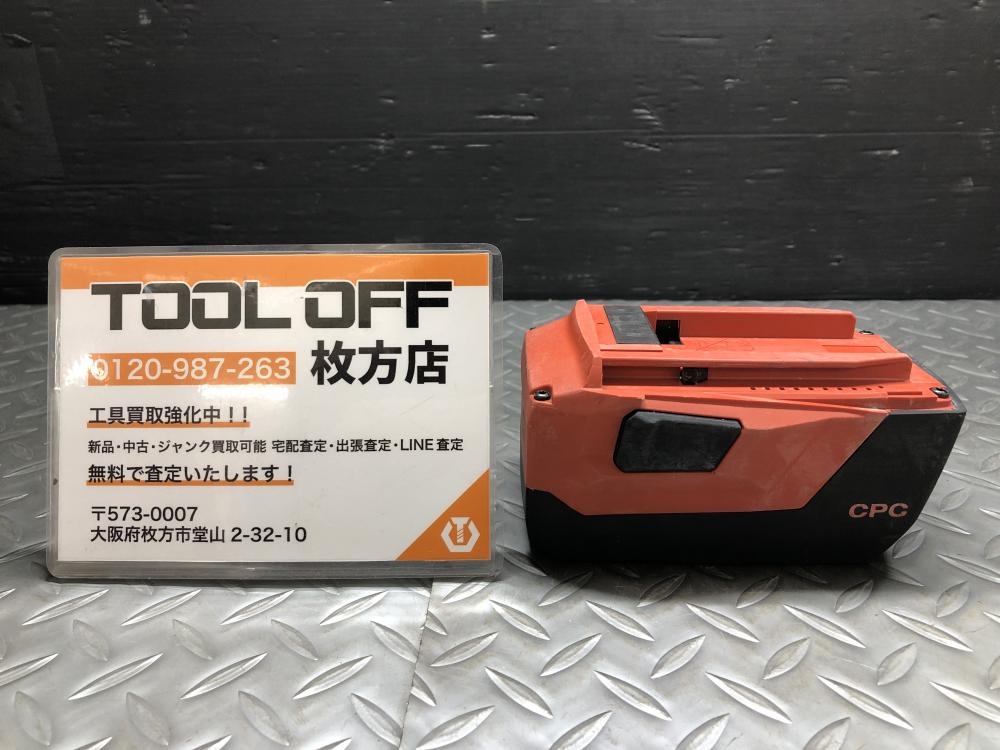 TOOL OFF
0120-987-263 枚方店
工具買取強化中！！
新品・中古・ジャンク買取可能 宅配査定・出張査定・LINE査定
無料で査定いたします！
〒573-0007
大阪府枚方市堂山 2-32-10
CPC